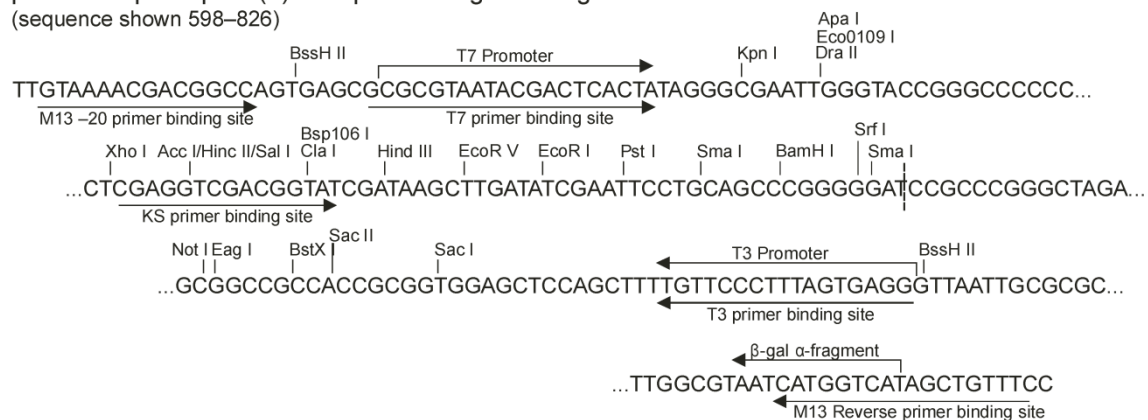 (sequence shown 598–826)
Apa I
Eco0109 I
BssH II T7 Promoter Kpn I Dra II
TTGTAAAACGACGGCCAGTGAGCGCGCGTAATACGACTCACTATAGGGCGAATTGGGTACCGGGCCCCCC...
M13 –20 primer binding site T7 primer binding site
Bsp106 I
Srf I
Xho I Acc I/Hinc II/Sal I Cla I Hind III EcoR V EcoR I Pst I Sma I BamH I Sma I
...CTCGAGGTCGACGGTATCGATAAGCTTGATATCGAATTCCTGCAGCCCGGGGGATCCGCCCGGGCTAGA...
KS primer binding site
Sac II
Not I Eag I BstX I Sac I T3 Promoter BssH II
...GCGGCCGCCACCGCGGTGGAGCTCCAGCTTTTGTTCCCTTTAGTGAGGGTTAATTGCGCGC...
T3 primer binding site
β-gal α-fragment
...TTGGCGTAATCATGGTCATAGCTGTTTCC
M13 Reverse primer binding site